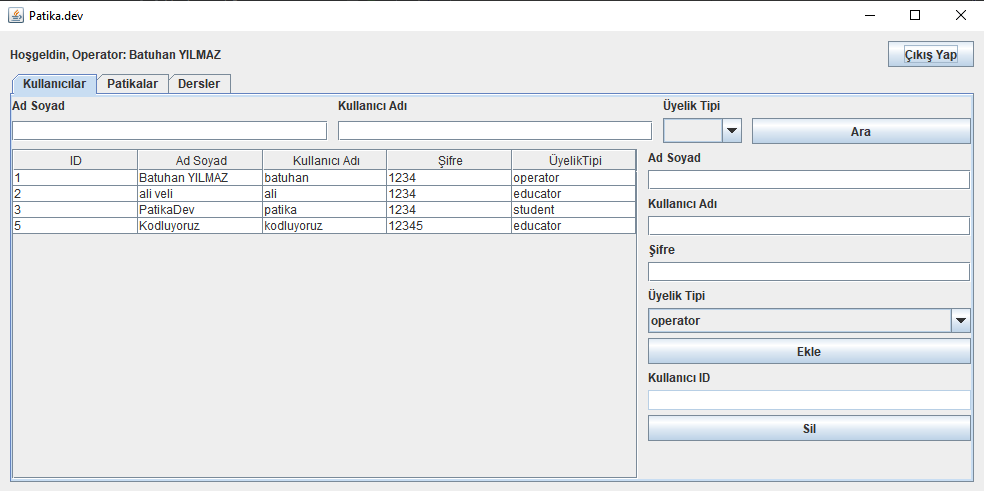 Patika.dev
Hoşgeldin, Operator: Batuhan YILMAZ
Çıkış Yap
Kullanıcılar Patikalar Dersler
Ad Soyad Kullanıcı Adı Üyelik Tipi
Ara
ID Ad Soyad Kullanıcı Adı Şifre ÜyelikTipi
1 Batuhan YILMAZ batuhan 1234 operator
2 ali veli ali 1234 educator
3 PatikaDev patika 1234 student
5 Kodluyoruz kodluyoruz 12345 educator
Ad Soyad
Kullanıcı Adı
Şifre
Üyelik Tipi
operator
Ekle
Kullanıcı ID
Sil